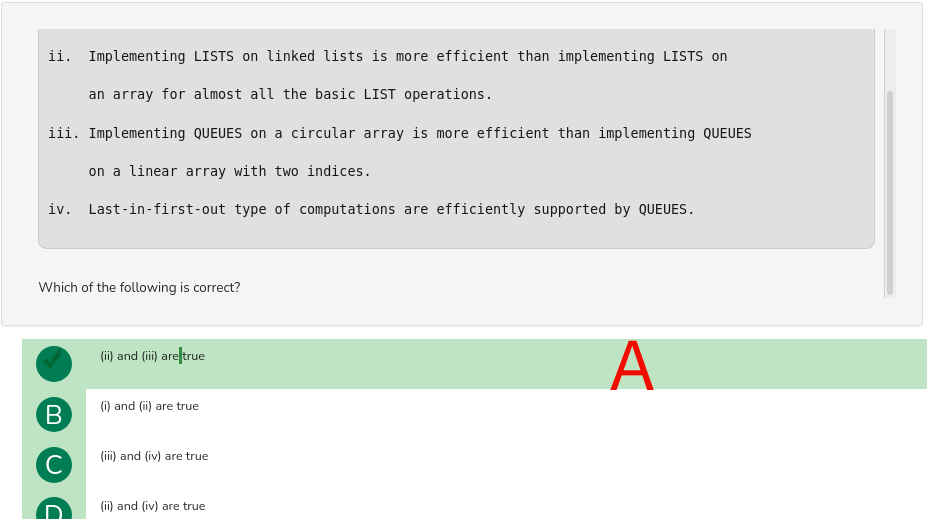 ii.  Implementing LISTS on linked lists is more efficient than implementing LISTS on
an array for almost all the basic LIST operations.
iii. Implementing QUEUES on a circular array is more efficient than implementing QUEUES
on a linear array with two indices.
iv.  Last-in-first-out type of computations are efficiently supported by QUEUES.
Which of the following is correct?
(ii) and (iii) are true
A
B
(i) and (ii) are true
C
(iii) and (iv) are true
D
(ii) and (iv) are true